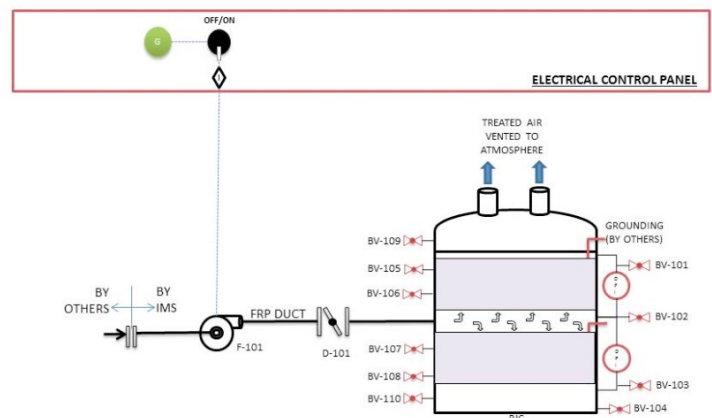 OFF/ON
G
ELECTRICAL CONTROL PANEL
TREATED AIR
VENTED TO
ATMOSPHERE
GROUNDING
(BY OTHERS)
BV-109
BV-105
BV-106
BV-101
BV-102
BY
OTHERS
BY
IMS
FRP DUCT
F-101
D-101
BV-107
BV-108
BV-110
BV-103
BV-104